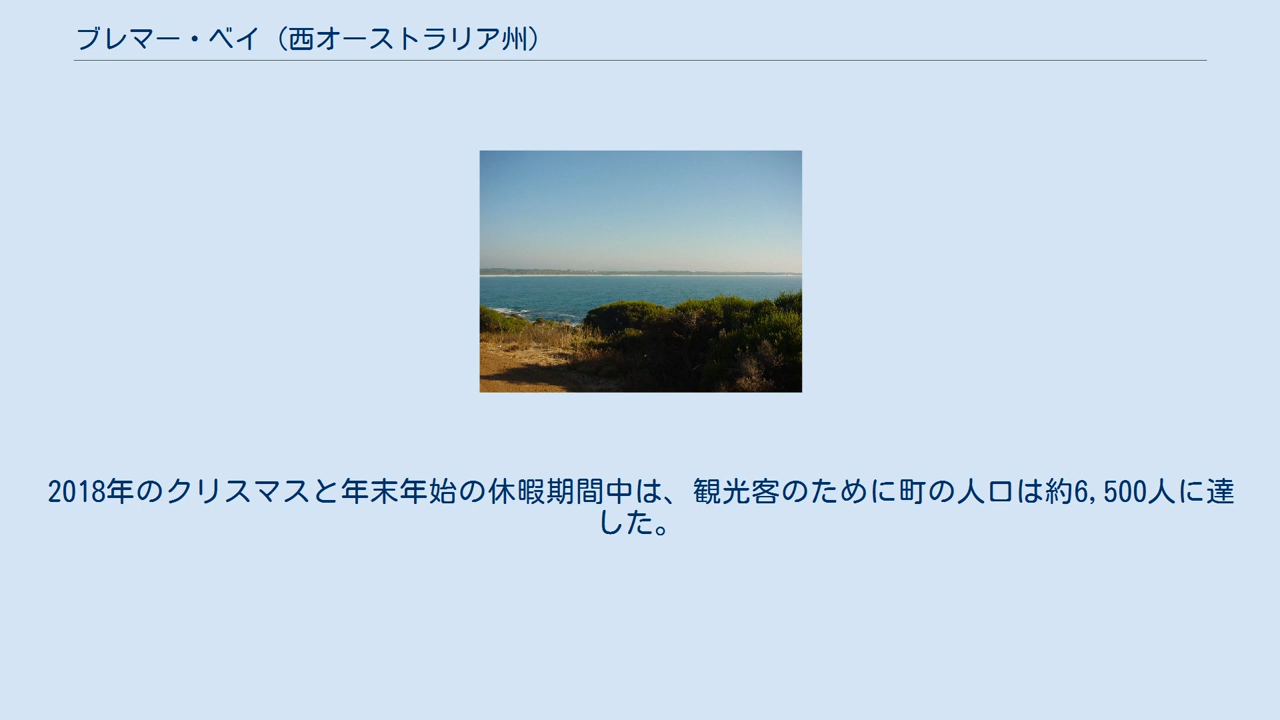 ブレマー・ベイ（西オーストラリア州）
2018年のクリスマスと年末年始の休暇期間中は、観光客のために町の人口は約6,500人に達
した。